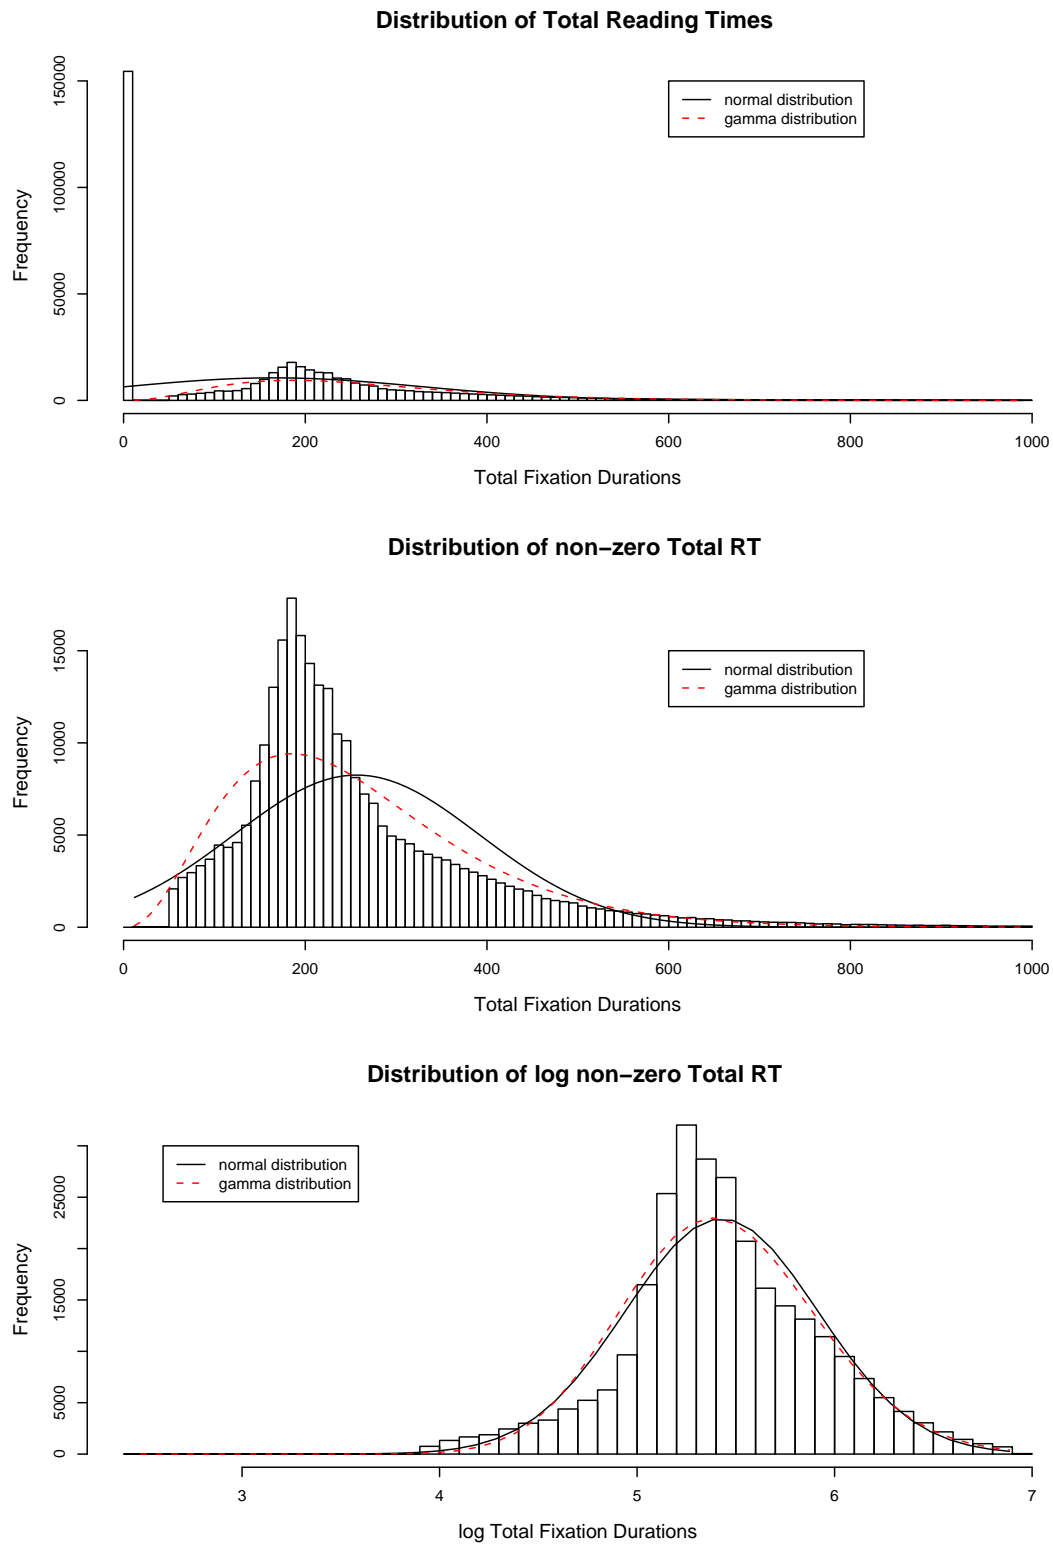 Distribution of Total Reading Times
150000
100000
50000
0
Frequency
normal distribution
gamma distribution
0 200 400 600 800 1000
Total Fixation Durations
Distribution of non−zero Total RT
15000
10000
5000
0
Frequency
normal distribution
gamma distribution
0 200 400 600 800 1000
Total Fixation Durations
Distribution of log non−zero Total RT
25000
15000
5000
0
Frequency
normal distribution
gamma distribution
3 4 5 6 7
log Total Fixation Durations